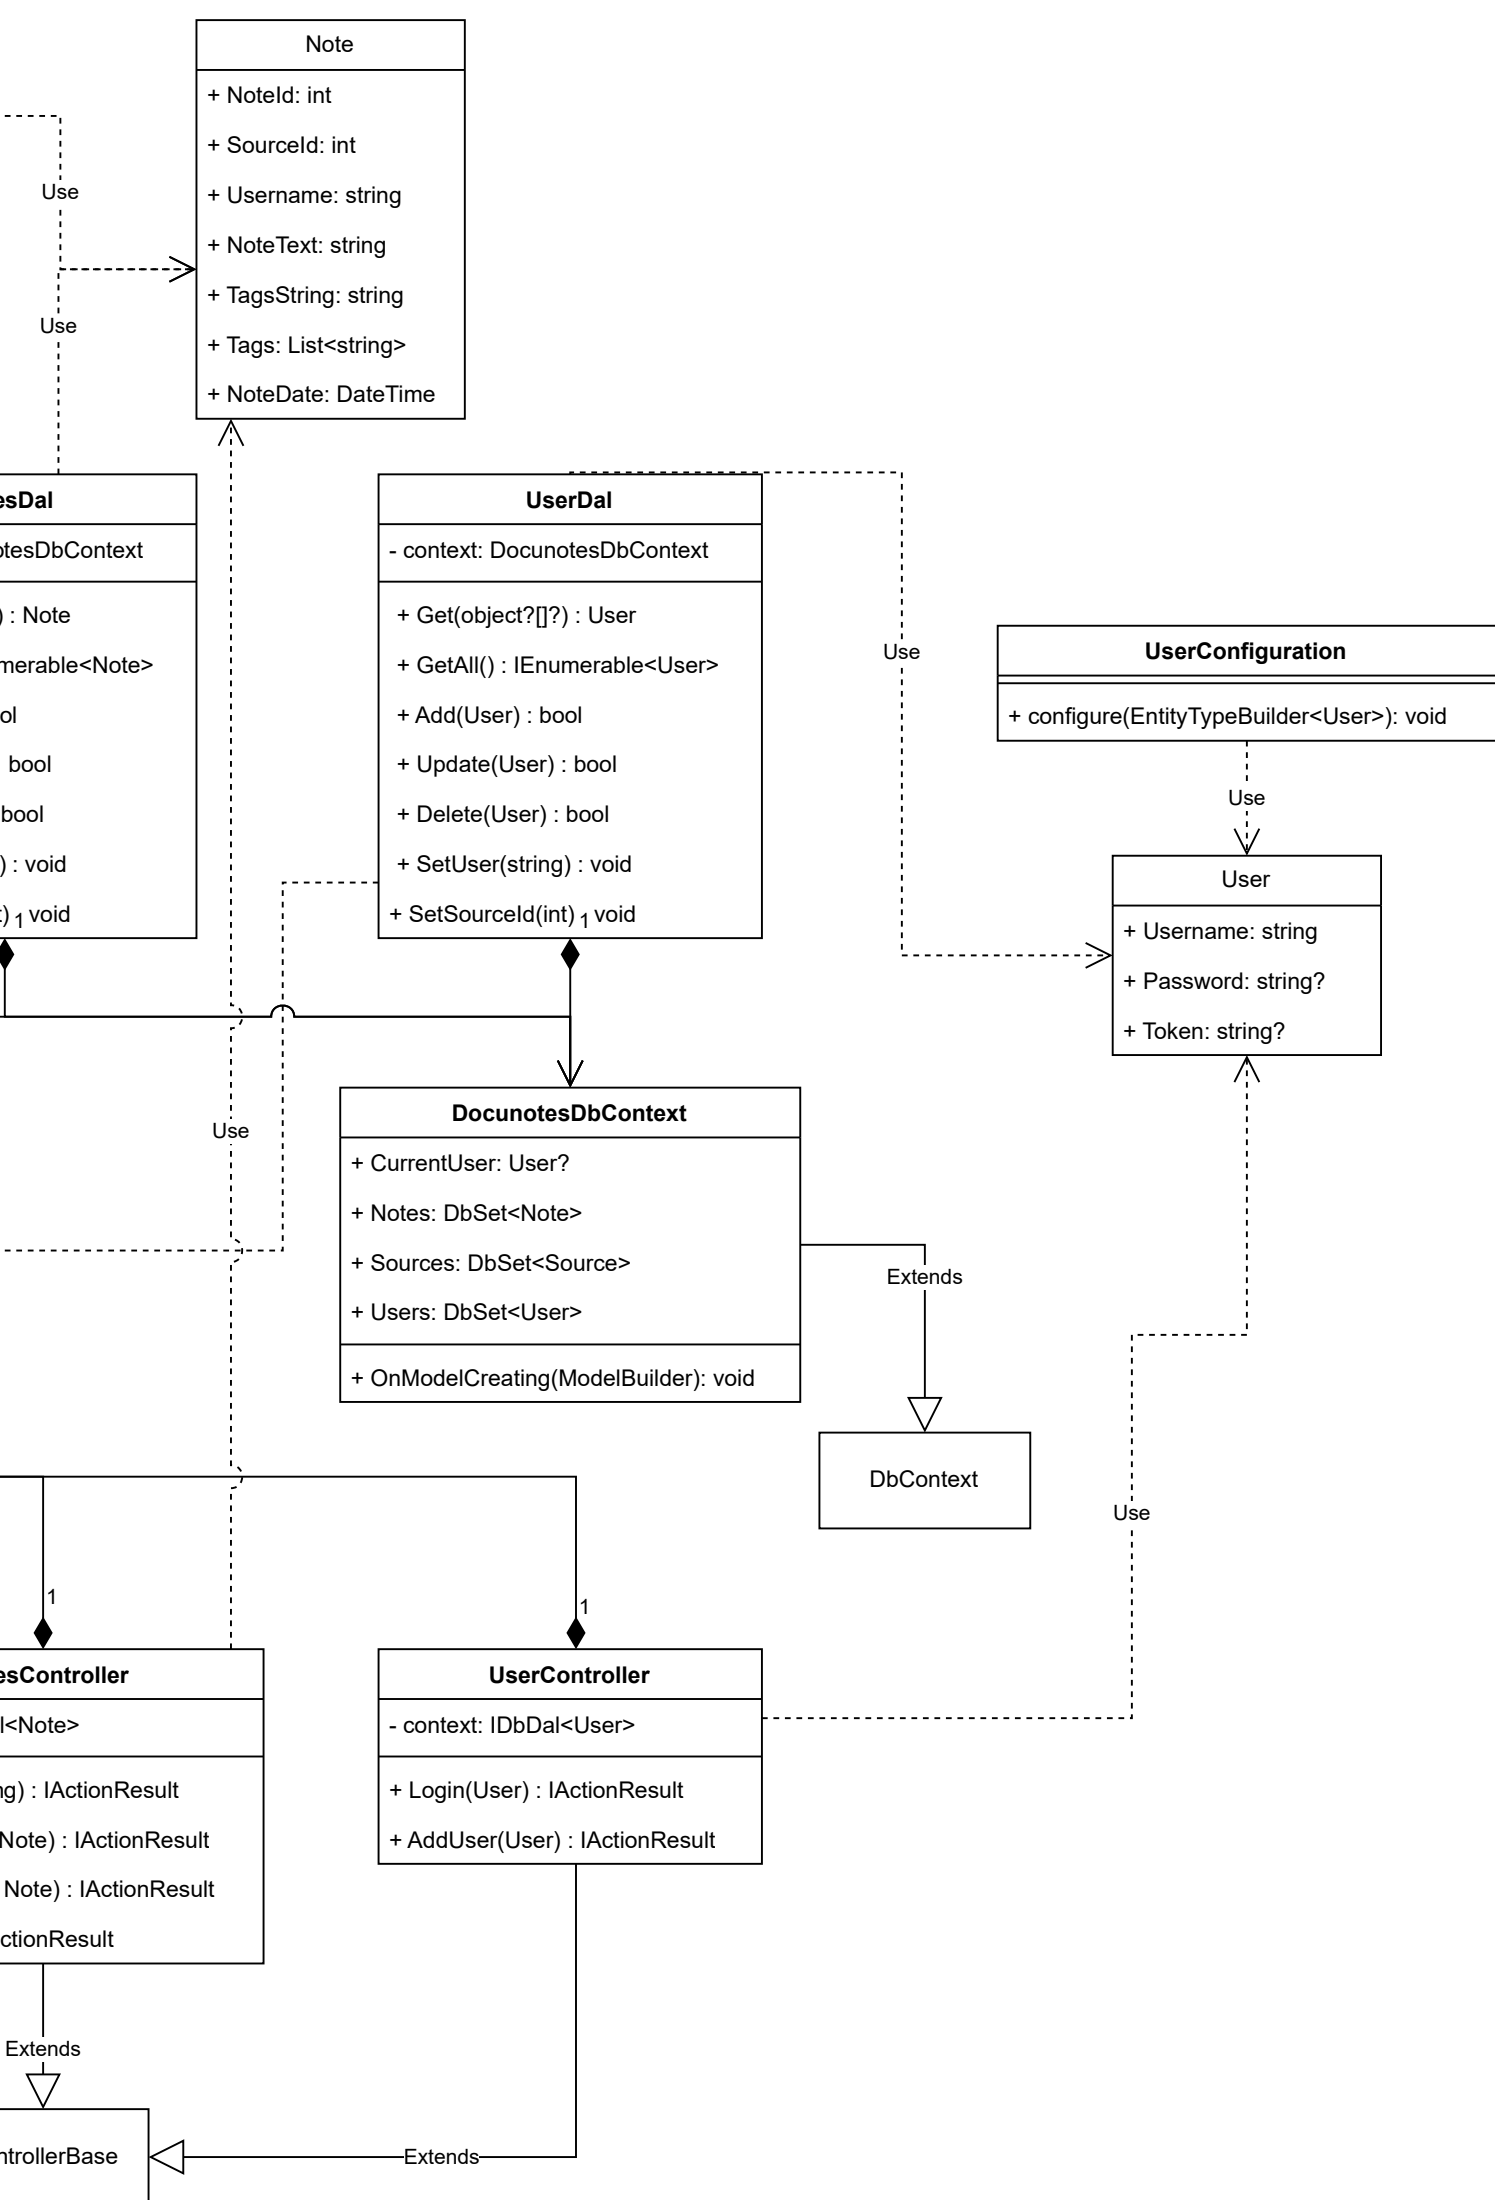 Note
+ NoteId: int
+ SourceId: int
+ Username: string
+ NoteText: string
+ TagsString: string
+ Tags: List<string>
+ NoteDate: DateTime
Use
Use
esDal
otesDbContext
) : Note
merable<Note>
ol
bool
bool
) : void
t) 1 void
UserDal
- context: DocunotesDbContext
+ Get(object?[]?) : User
+ GetAll() : IEnumerable<User>
+ Add(User) : bool
+ Update(User) : bool
+ Delete(User) : bool
+ SetUser(string) : void
+ SetSourceId(int) 1 void
Use
UserConfiguration
+ configure(EntityTypeBuilder<User>): void
Use
User
+ Username: string
+ Password: string?
+ Token: string?
Use
DocunotesDbContext
+ CurrentUser: User?
+ Notes: DbSet<Note>
+ Sources: DbSet<Source>
+ Users: DbSet<User>
+ OnModelCreating(ModelBuilder): void
Extends
DbContext
Use
1
1
esController
l<Note>
ng) : IActionResult
Note) : IActionResult
Note) : IActionResult
ctionResult
UserController
- context: IDbDal<User>
+ Login(User) : IActionResult
+ AddUser(User) : IActionResult
Extends
ntrollerBase
Extends